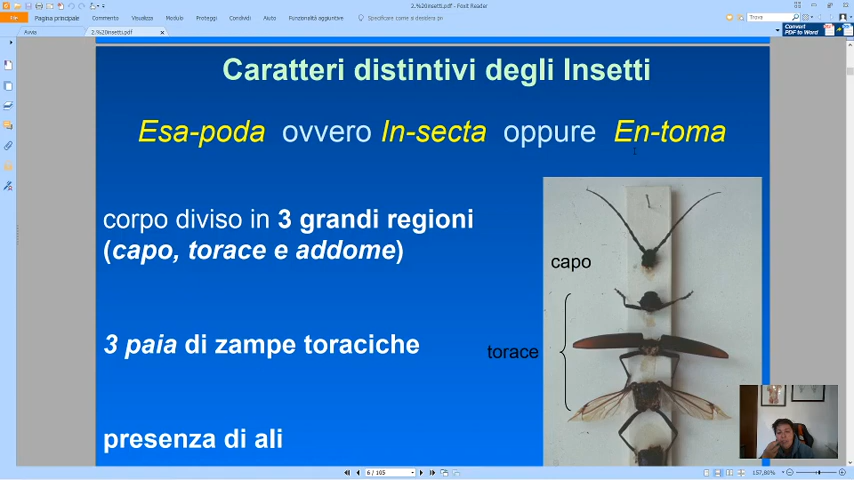 2.%20insetti.pdf - Foxit Reader
File
Pagina principale
Commento
Visualizza
Modulo
Proteggi
Condividi
Aiuto
Funzionalità aggiuntive
Specificare come si desidera pr
Trova
Avvio
2.%20insetti.pdf
Convert
PDF to Word
Caratteri distintivi degli Insetti
Esa-poda ovvero In-secta oppure En-toma
corpo diviso in 3 grandi regioni
(capo, torace e addome)
capo
3 paia di zampe toraciche
torace
presenza di ali
6 / 105
157,80%